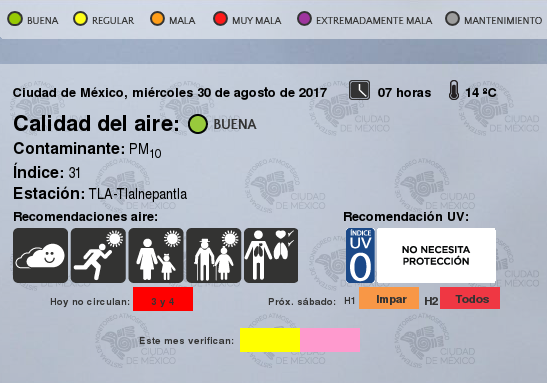 BUENA REGULAR MALA MUY MALA EXTREMADAMENTE MALA MANTENIMIENTO
Ciudad de México, miércoles 30 de agosto de 2017 07 horas 14 ºC
Calidad del aire: BUENA
Contaminante: PM10
Índice: 31
Estación: TLA-Tlalnepantla
Recomendaciones aire: Recomendación UV:
ÍNDICE
UV
0
NO NECESITA
PROTECCIÓN
Hoy no circulan: 3 y 4 Próx. sábado: H1 Impar H2 Todos
Este mes verifican: